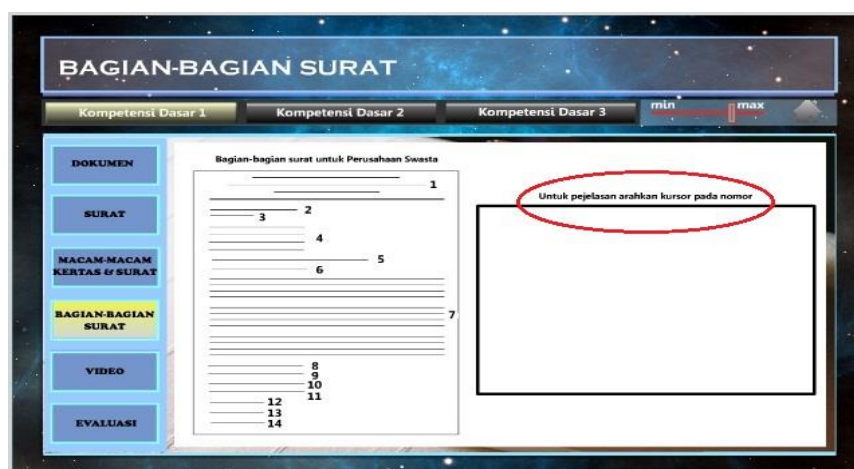 BAGIAN-BAGIAN SURAT
Kompetensi Dasar 1
Kompetensi Dasar 2
Kompetensi Dasar 3
min
max
DOKUMEN
SURAT
MACAM-MACAM
KERTAS & SURAT
BAGIAN-BAGIAN
SURAT
VIDEO
EVALUASI
Bagian-bagian surat untuk Perusahaan Swasta
1
2
3
4
5
6
7
8
9
10
11
12
13
14
Untuk pejelasan arahkan kursor pada nomor